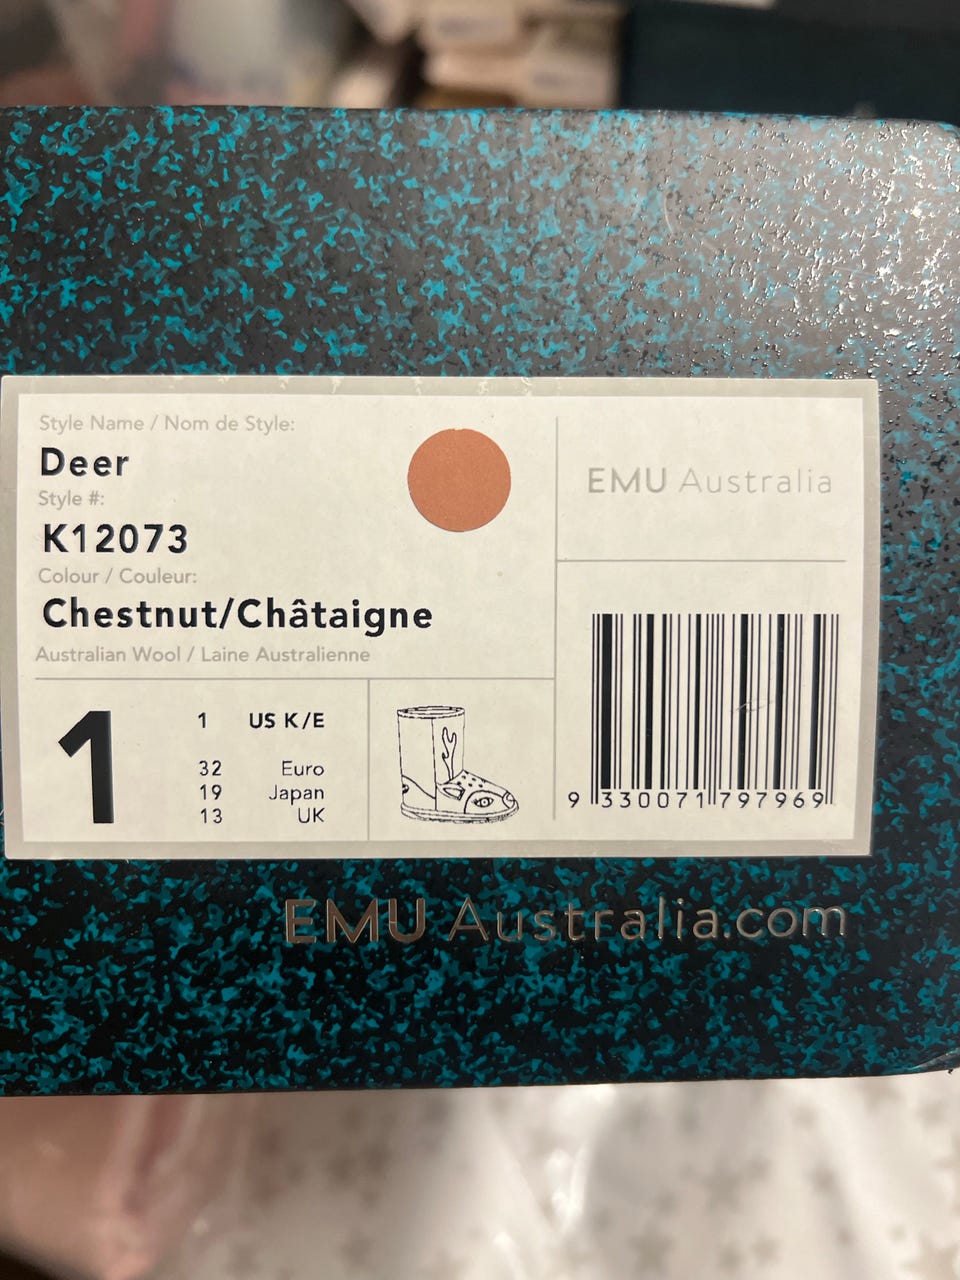 Style Name / Nom de Style:
Deer
Style #:
K12073
Colour / Couleur:
Chestnut/Châtaigne
Australian Wool / Laine Australienne
EMU Australia
1
1 US K/E
32 Euro
19 Japan
13 UK
9 330071 797969
EMU Australia.com